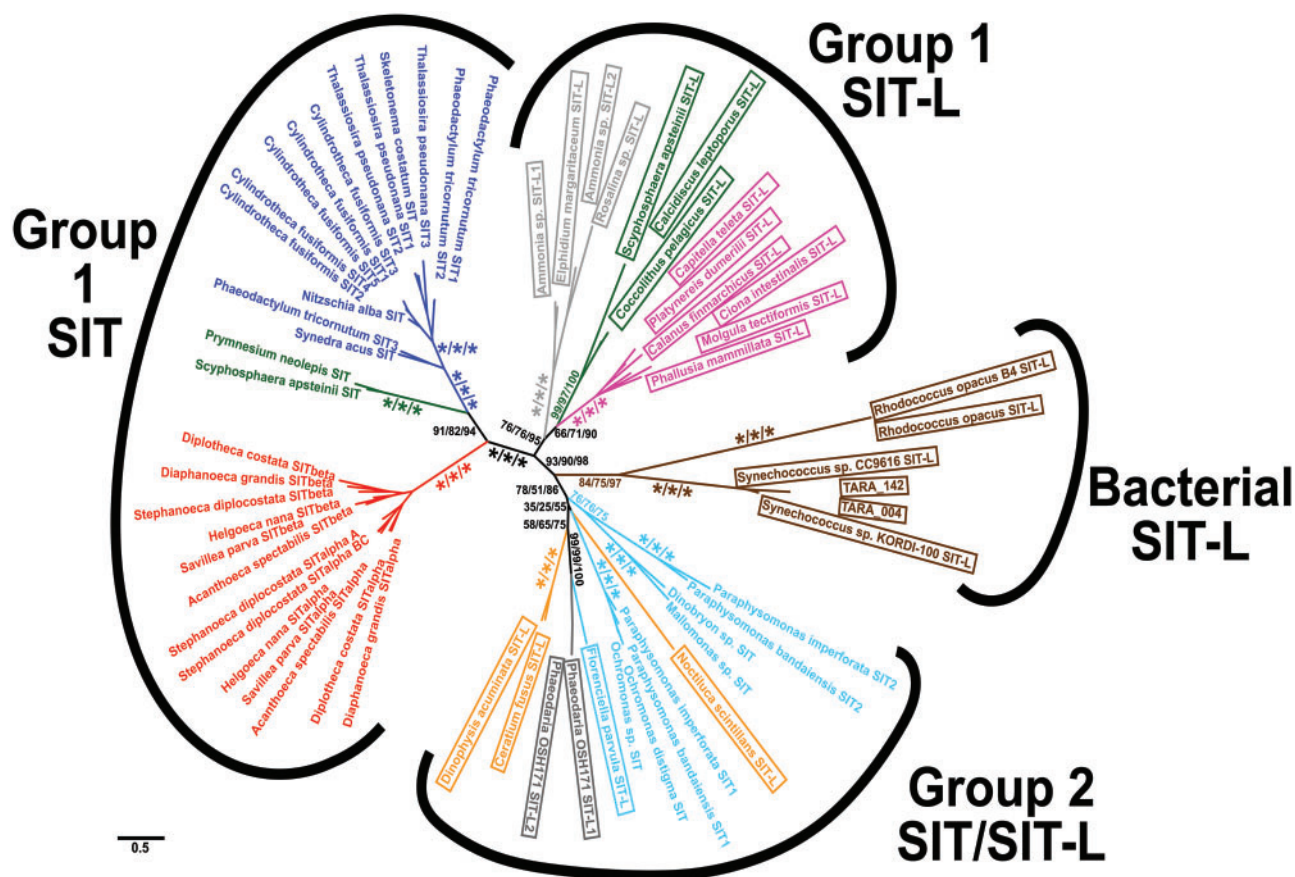 Group 1
SIT-L
Group
1
SIT
Bacterial
SIT-L
Group 2
SIT/SIT-L
Phaeodactylum tricornutum SIT1
Phaeodactylum tricornutum SIT2
Thalassiosira pseudonana SIT3
Skeletonema costatum SIT
Thalassiosira pseudonana SIT1
Thalassiosira pseudonana SIT2
Cylindrotheca fusiformis SIT3
Cylindrotheca fusiformis SIT1
Cylindrotheca fusiformis
Cylindrotheca fusiformis
Cylindrotheca fusiformis SIT2
Nitzschia alba SIT
Phaeodactylum tricornutum SIT3
Synedra acus SIT
Prymnesium neolepis SIT
Scyphosphaera apsteinii SIT
Diplotheca costata SITbeta
Diaphanoeca grandis SITbeta
Stephanoeca diplocostata SITbeta
Helgoeca nana SITbeta
Savillea parva SITbeta
Acanthoeca spectabilis SITbeta
Stephanoeca diplocostata SITalpha A
Stephanoeca diplocostata SITalpha BC
Helgoeca nana SITalpha
Savillea parva SITalpha
Acanthoeca spectabilis SITalpha
Diplotheca costata SITalpha
Diaphanoeca grandis SITalpha
Ammonia sp. SIT-L1
Elphidium margaritaceum SIT-L
Ammonia sp. SIT-L2
Rosalina sp. SIT-L
Scyphosphaera apsteinii SIT-L
Calcidiscus leptoporus SIT-L
Coccolithus pelagicus SIT-L
Capitella teleta SIT-L
Platynereis dumerilii SIT-L
Calanus finmarchicus SIT-L
Ciona intestinalis SIT-L
Molgula tectiformis SIT-L
Phallusia mammillata SIT-L
Rhodococcus opacus B4 SIT-L
Rhodococcus opacus SIT-L
Synechococcus sp. CC9616 SIT-L
TARA_142
TARA_004
Synechococcus sp. KORDI-100 SIT-L
Paraphysomonas imperforata SIT2
Paraphysomonas bandaiensis SIT2
Dinobryon sp. SIT
Mallomonas sp. SIT
Noctiluca scintillans SIT-L
Paraphysomonas imperforata SIT1
Paraphysomonas bandaiensis SIT1
Ochromonas distigma SIT
Ochromonas sp. SIT
Florenciella parvula SIT-L
Phaeodaria OSH171 SIT-L1
Phaeodaria OSH171 SIT-L2
Ceratium fusus SIT-L
Dinophysis acuminata SIT-L
*/*/*
*/*/*
*/*/*
91/82/94
*/*/*
*/*/*
76/76/95
*/*/*
99/97/100
*/*/*
66/71/90
93/90/98
84/75/97
*/*/*
*/*/*
78/51/86
35/25/55
58/65/75
76/76/75
*/*/*
*/*/*
*/*/*
99/99/100
*/*/*
0.5